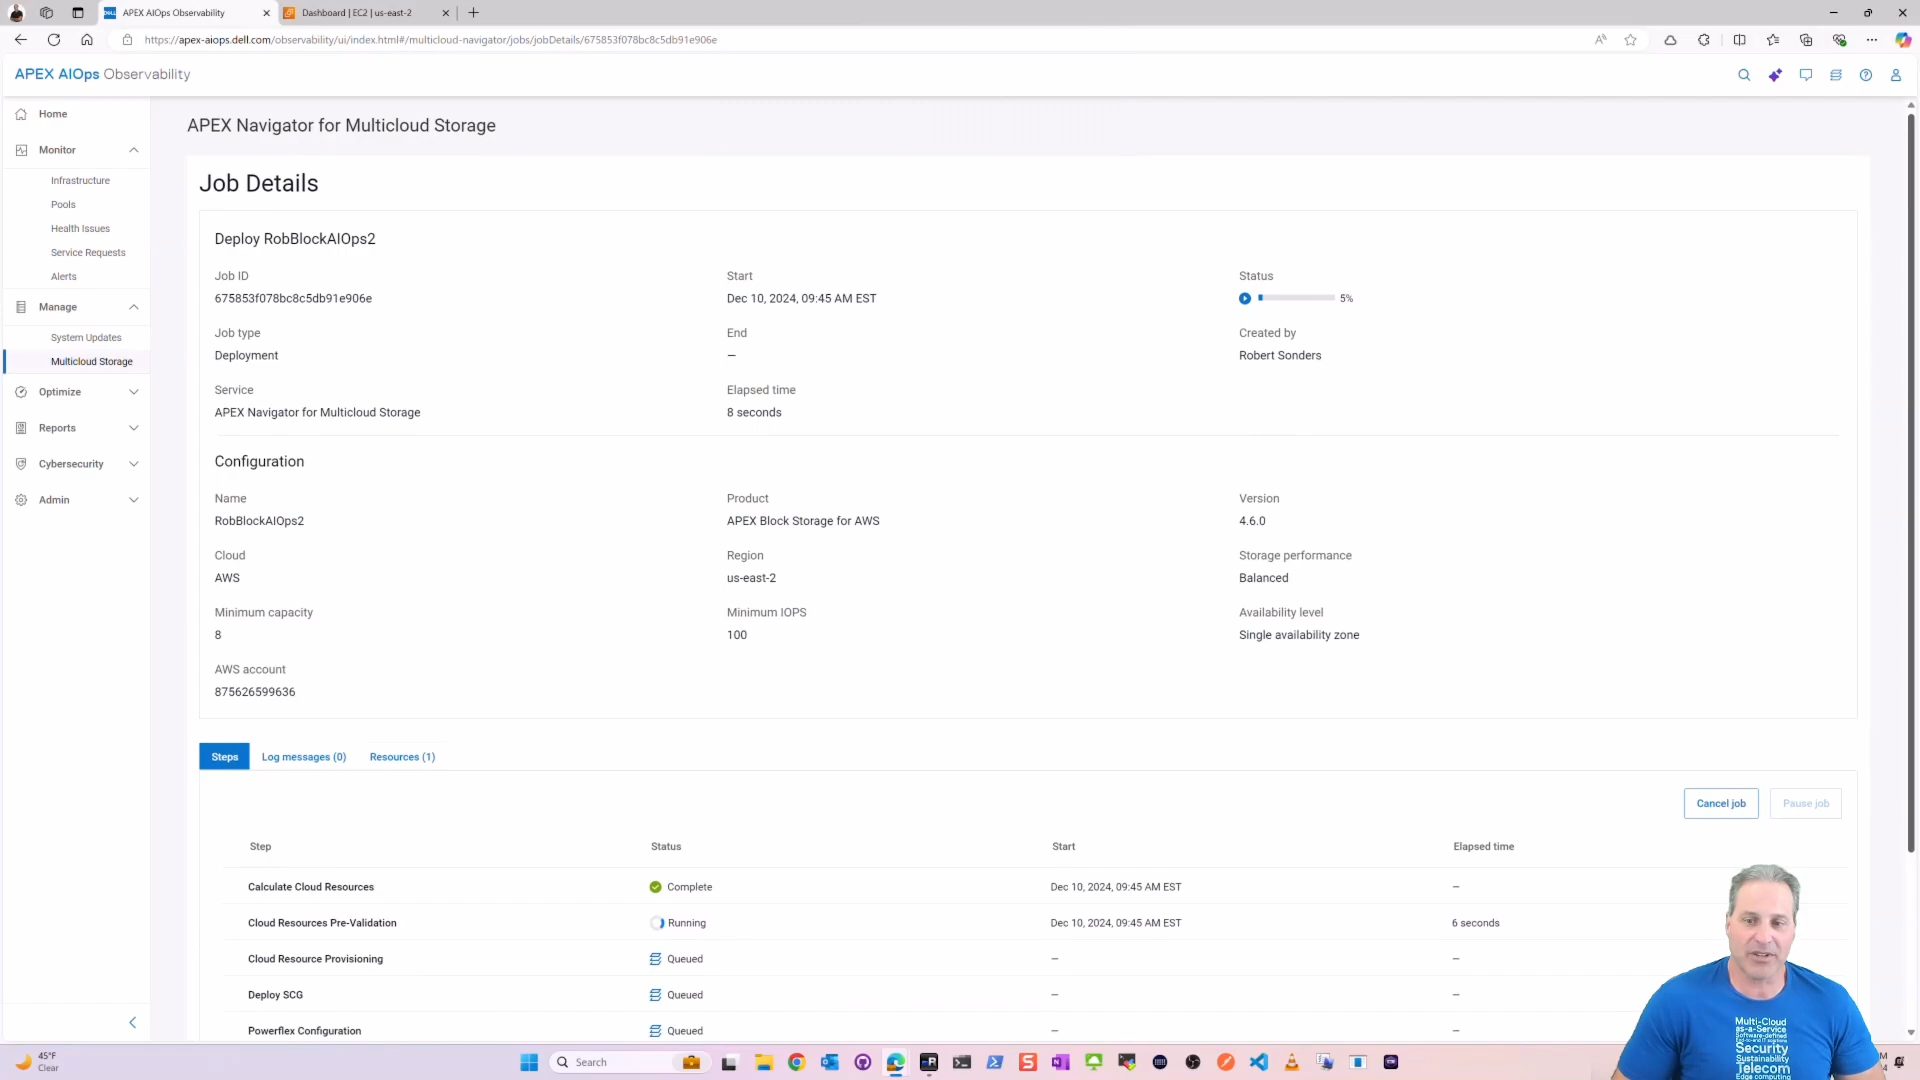 APEX AIOps Observability
Dashboard | EC2 | us-east-2
https://apex-aiops.dell.com/observability/ui/index.html#/multicloud-navigator/jobs/jobDetails/675853f078bc8c5db91e906e
APEX AIOps Observability
Home
Monitor
Infrastructure
Pools
Health Issues
Service Requests
Alerts
Manage
System Updates
Multicloud Storage
Optimize
Reports
Cybersecurity
Admin
APEX Navigator for Multicloud Storage
Job Details
Deploy RobBlockAIOps2
Job ID Start Status
675853f078bc8c5db91e906e Dec 10, 2024, 09:45 AM EST 5%
Job type End Created by
Deployment — Robert Sonders
Service Elapsed time
APEX Navigator for Multicloud Storage 8 seconds
Configuration
Name Product Version
RobBlockAIOps2 APEX Block Storage for AWS 4.6.0
Cloud Region Storage performance
AWS us-east-2 Balanced
Minimum capacity Minimum IOPS Availability level
8 100 Single availability zone
AWS account
875626599636
Steps Log messages (0) Resources (1)
Cancel job Pause job
Step Status Start Elapsed time
Calculate Cloud Resources Complete Dec 10, 2024, 09:45 AM EST —
Cloud Resources Pre-Validation Running Dec 10, 2024, 09:45 AM EST 6 seconds
Cloud Resource Provisioning Queued — —
Deploy SCG Queued — —
Powerflex Configuration Queued — —
Multi-Cloud
as-a-Service
Software-defined
End-to-end IT solutions
Security
Sustainability
Telecom
Edge computing
45°F
Clear
Search